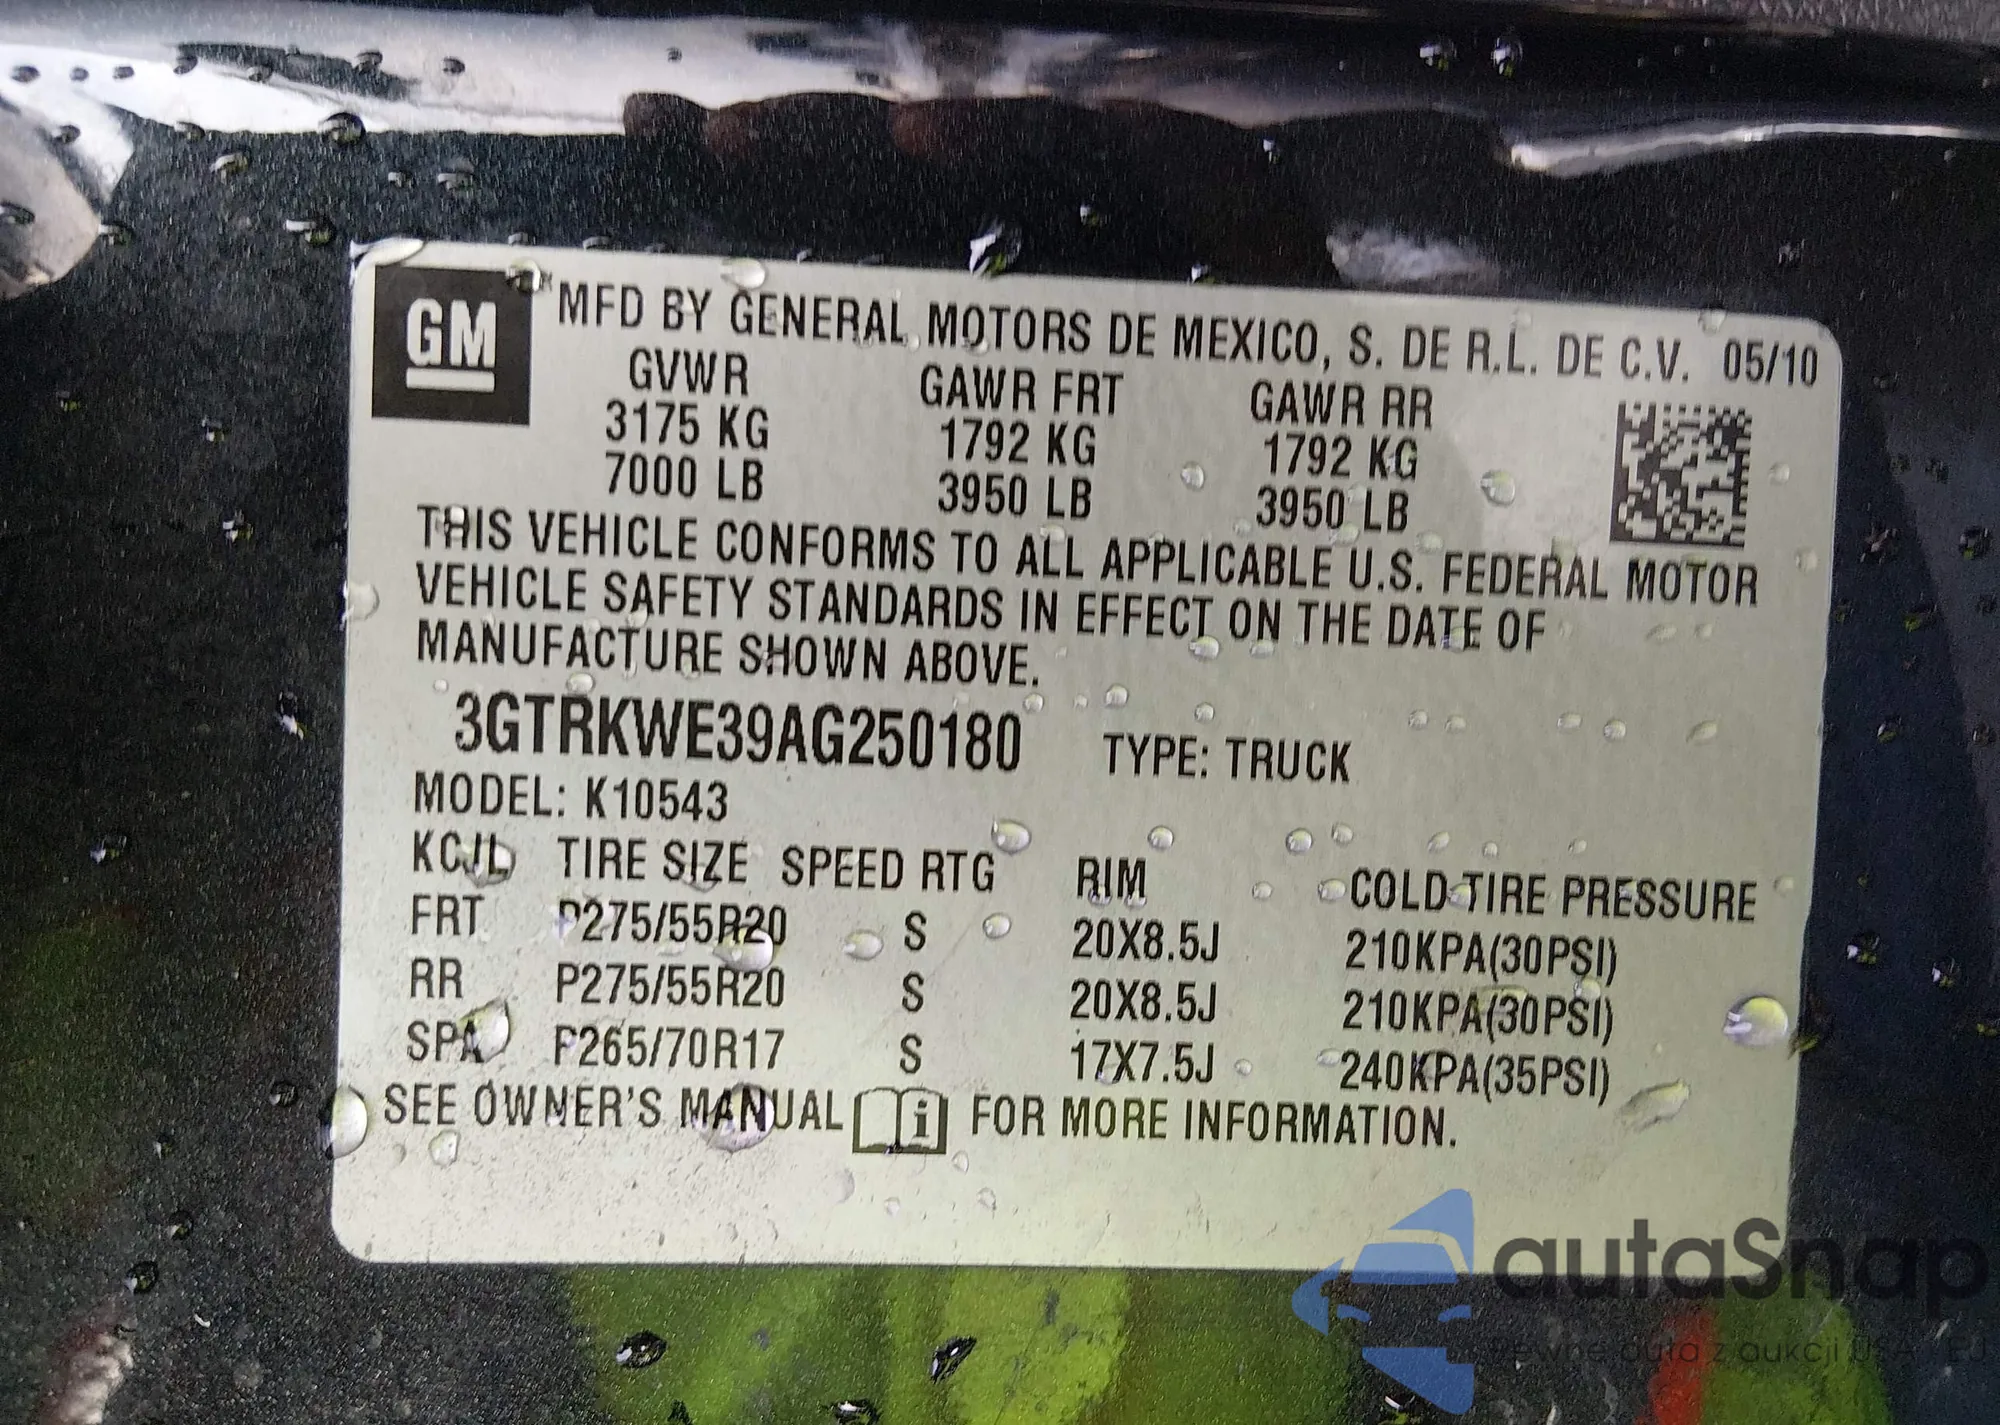 GM MFD BY GENERAL MOTORS DE MEXICO, S. DE R.L. DE C.V. 05/10
GVWR GAWR FRT GAWR RR
3175 KG 1792 KG 1792 KG
7000 LB 3950 LB 3950 LB
THIS VEHICLE CONFORMS TO ALL APPLICABLE U.S. FEDERAL MOTOR
VEHICLE SAFETY STANDARDS IN EFFECT ON THE DATE OF
MANUFACTURE SHOWN ABOVE.
3GTRKWE39AG250180 TYPE: TRUCK
MODEL: K10543
KCJL TIRE SIZE SPEED RTG RIM COLD TIRE PRESSURE
FRT P275/55R20 S 20X8.5J 210KPA(30PSI)
RR P275/55R20 S 20X8.5J 210KPA(30PSI)
SPA P265/70R17 S 17X7.5J 240KPA(35PSI)
SEE OWNER'S MANUAL i FOR MORE INFORMATION.
autaSnap
auta z aukcji USA